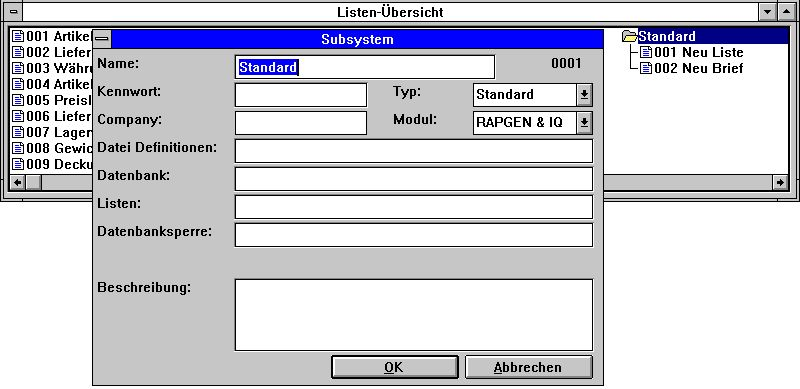 Listen-Übersicht
001 Artikel
002 Liefer
003 Währu
004 Artikel
005 Preisl
006 Liefer
007 Lager
008 Gewic
009 Decku
Subsystem
Name: Standard 0001
Kennwort: Typ: Standard
Company: Modul: RAPGEN & IQ
Datei Definitionen:
Datenbank:
Listen:
Datenbanksperre:
Beschreibung:
OK Abbrechen
Standard
001 Neu Liste
002 Neu Brief